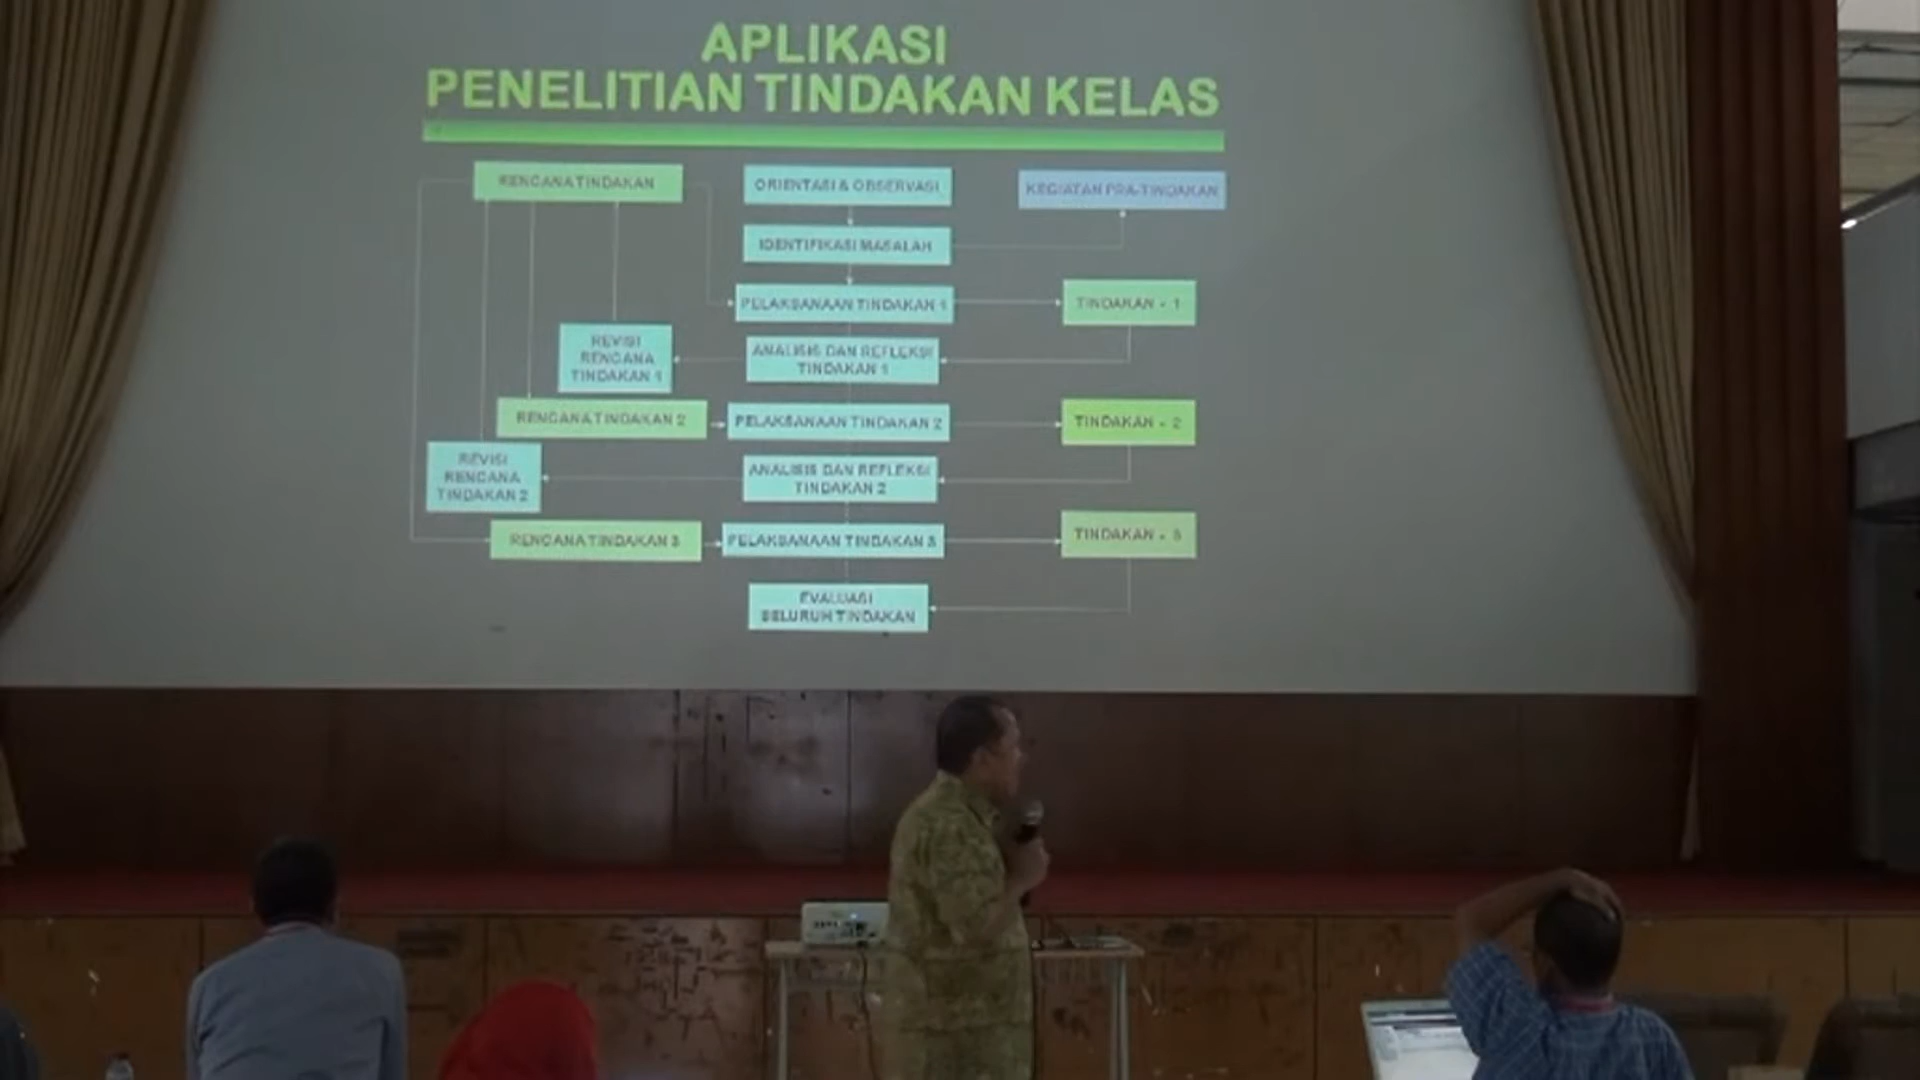 APLIKASI
PENELITIAN TINDAKAN KELAS
RENCANA TINDAKAN
ORIENTASI & OBSERVASI
KEGIATAN PRA-TINDAKAN
IDENTIFIKASI MASALAH
PELAKSANAAN TINDAKAN 1
TINDAKAN - 1
REVISI
RENCANA
TINDAKAN 1
ANALISIS DAN REFLEKSI
TINDAKAN 1
RENCANA TINDAKAN 2
PELAKSANAAN TINDAKAN 2
TINDAKAN - 2
REVISI
RENCANA
TINDAKAN 2
ANALISIS DAN REFLEKSI
TINDAKAN 2
RENCANA TINDAKAN 3
PELAKSANAAN TINDAKAN 3
TINDAKAN - 3
EVALUASI
SELURUH TINDAKAN